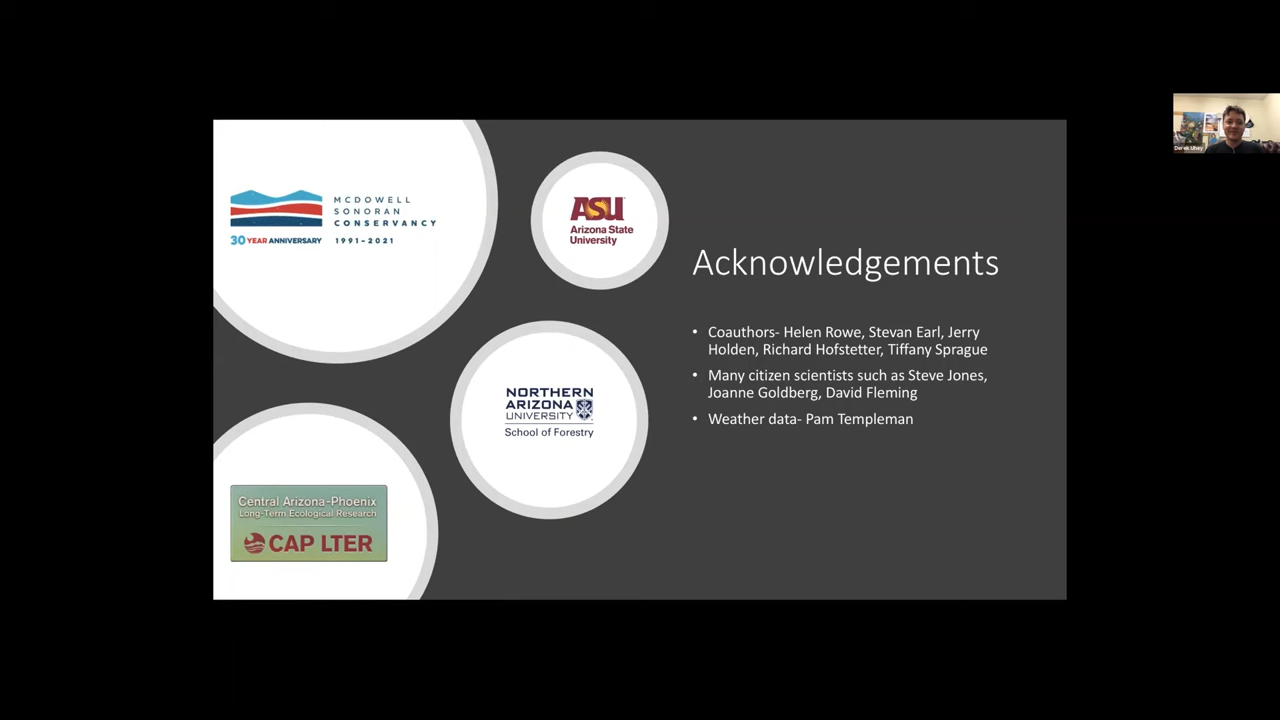 MCDOWELL
SONORAN
CONSERVANCY
30 YEAR ANNIVERSARY 1991-2021
ASU
Arizona State
University
Acknowledgements
• Coauthors- Helen Rowe, Stevan Earl, Jerry
Holden, Richard Hofstetter, Tiffany Sprague
• Many citizen scientists such as Steve Jones,
Joanne Goldberg, David Fleming
• Weather data- Pam Templeman
NORTHERN
ARIZONA
UNIVERSITY
School of Forestry
Central Arizona-Phoenix
Long-Term Ecological Research
CAP LTER
Derek Uhey